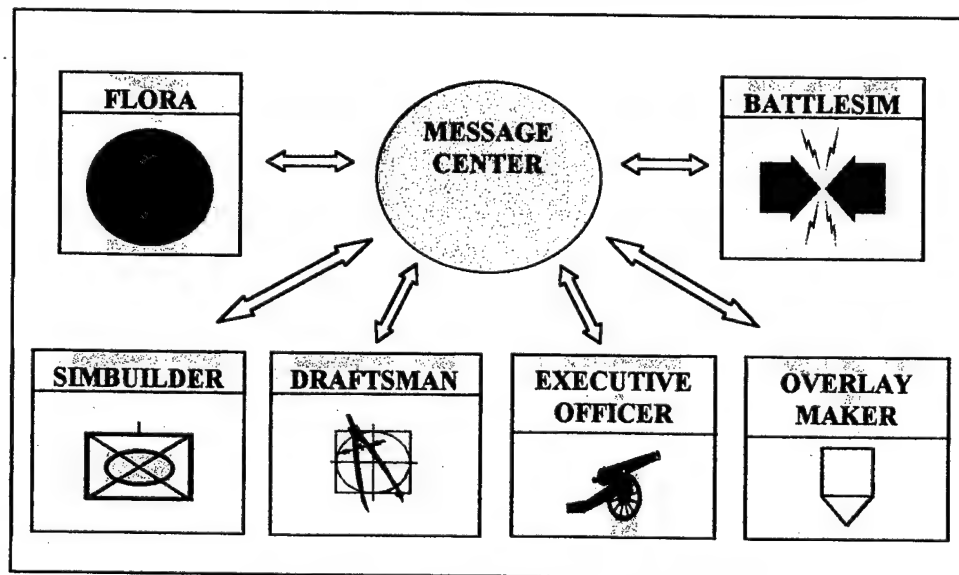 FLORA
MESSAGE
CENTER
BATTLESIM
SIMBUILDER
DRAFTSMAN
EXECUTIVE
OFFICER
OVERLAY
MAKER